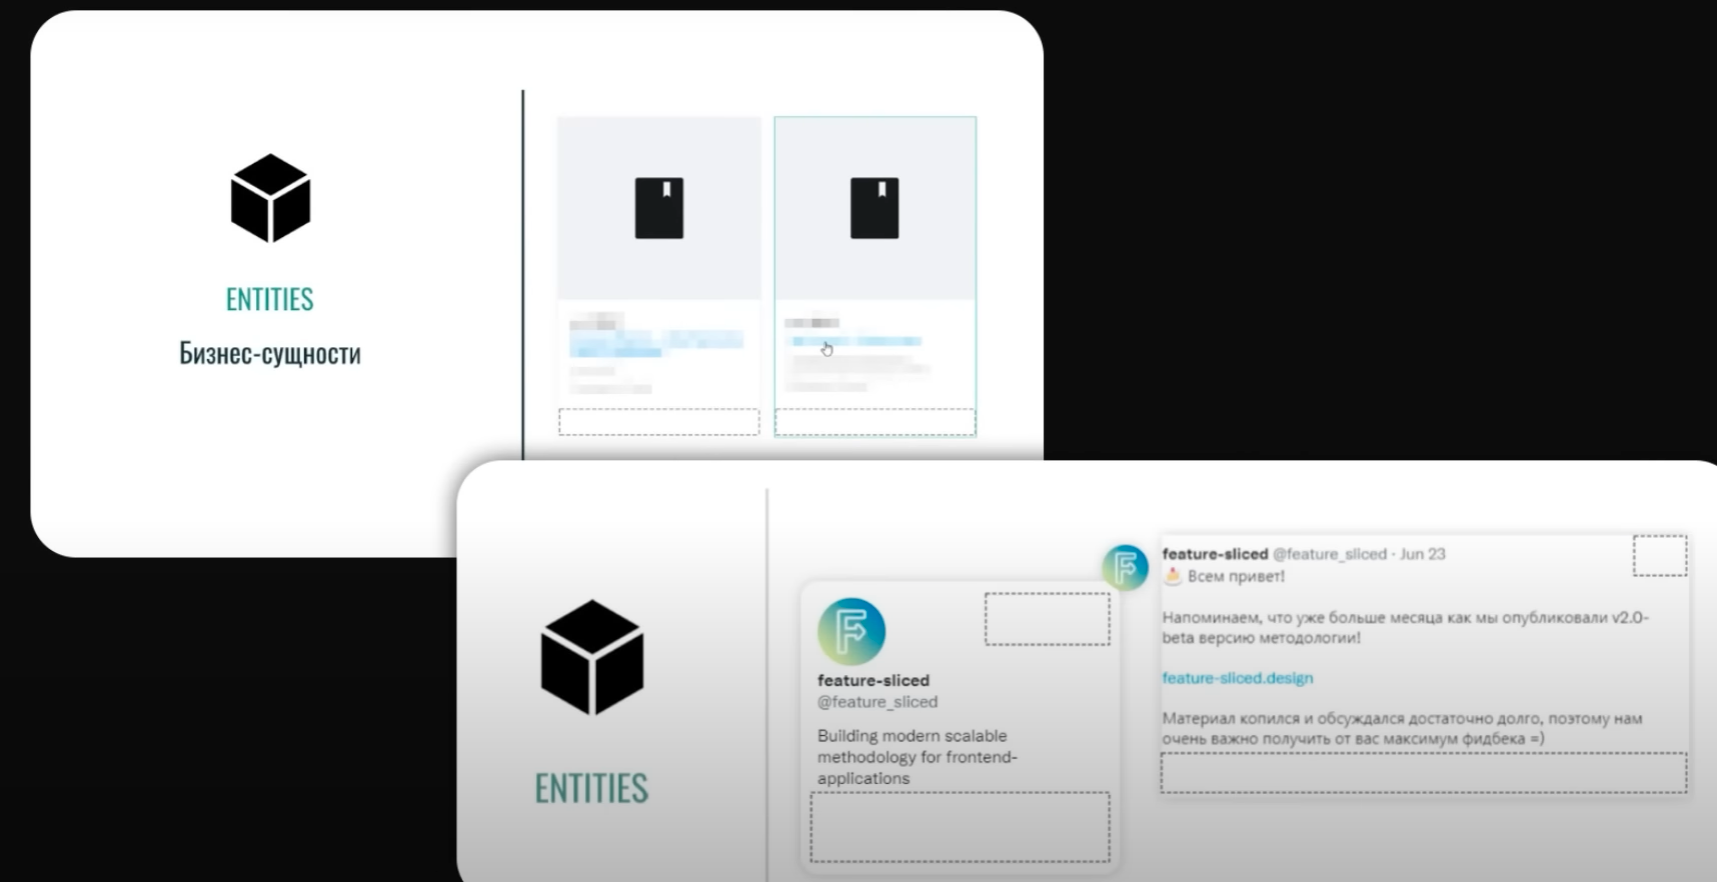 ENTITIES
Бизнес-сущности
ENTITIES
feature-sliced
@feature_sliced
Building modern scalable
methodology for frontend-
applications
feature-sliced @feature_sliced · Jun 23
Всем привет!
Напоминаем, что уже больше месяца как мы опубликовали v2.0-
beta версию методологии!
feature-sliced.design
Материал копился и обсуждался достаточно долго, поэтому нам
очень важно получить от вас максимум фидбека =)